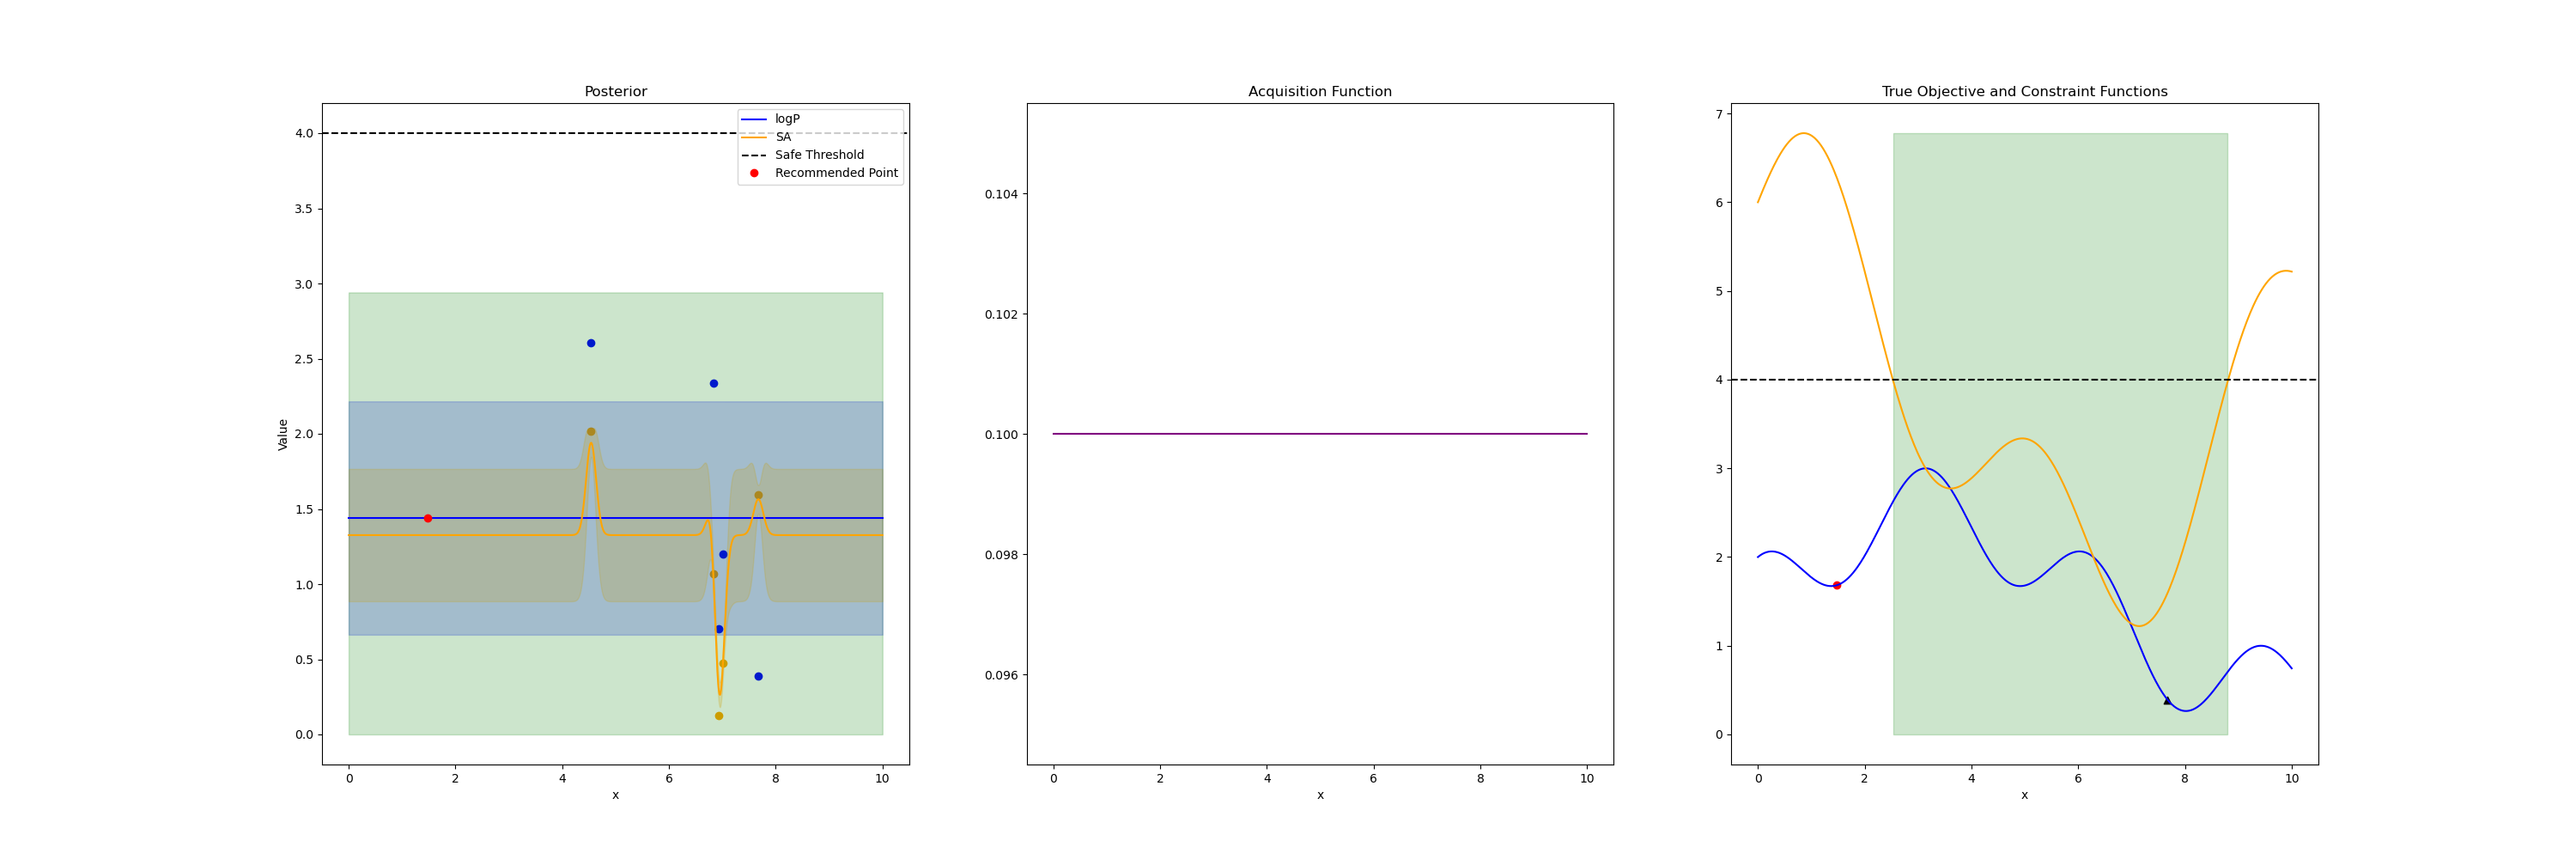 Posterior
4.0
3.5
3.0
2.5
2.0
1.5
1.0
0.5
0.0
Value
logP
SA
Safe Threshold
Recommended Point
0 2 4 6 8 10
x
Acquisition Function
0.104
0.102
0.100
0.098
0.096
0 2 4 6 8 10
x
True Objective and Constraint Functions
7
6
5
4
3
2
1
0
0 2 4 6 8 10
x